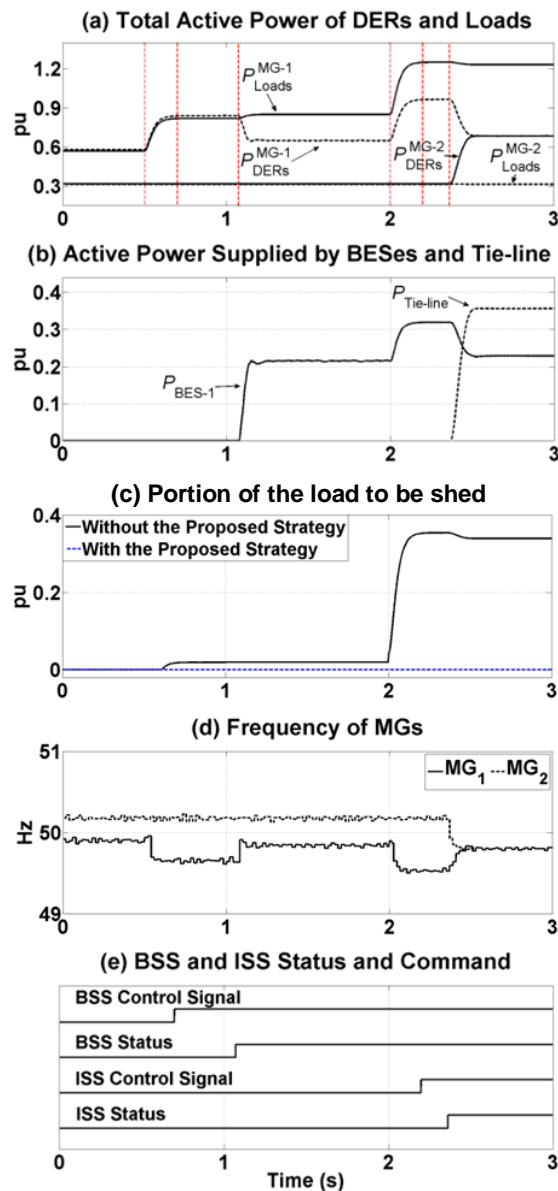 (a) Total Active Power of DERs and Loads
pu
1.2
0.9
0.6
0.3
P MG-1 Loads
P MG-1 DERs
P MG-2 DERs
P MG-2 Loads
0
1
2
3
(b) Active Power Supplied by BESes and Tie-line
pu
0.4
0.3
0.2
0.1
0
P BES-1
P Tie-line
0
1
2
3
(c) Portion of the load to be shed
pu
0.4
0.2
0
Without the Proposed Strategy
With the Proposed Strategy
0
1
2
3
(d) Frequency of MGs
Hz
51
50
49
MG1
MG2
0
1
2
3
(e) BSS and ISS Status and Command
BSS Control Signal
BSS Status
ISS Control Signal
ISS Status
0
1
2
3
Time (s)